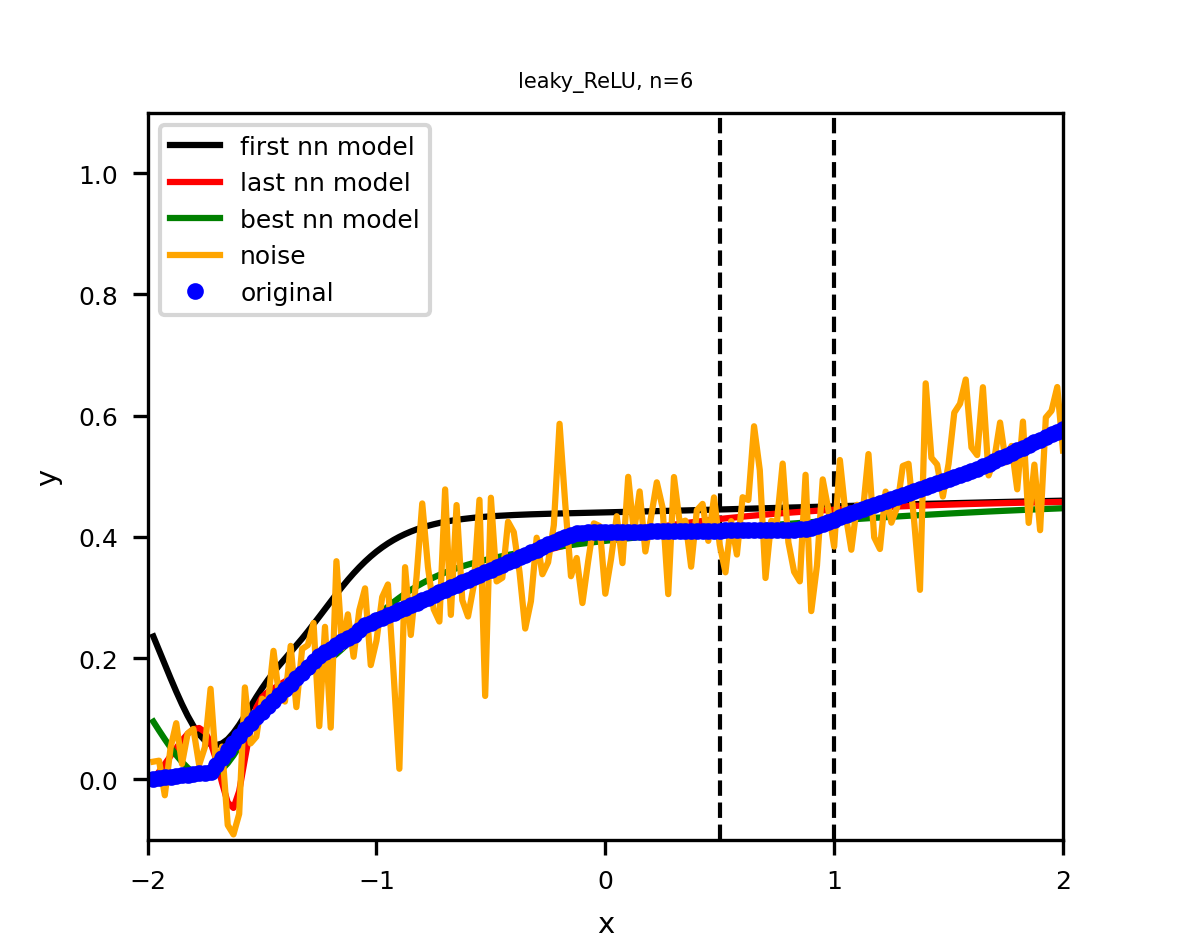 leaky_ReLU, n=6
first nn model
last nn model
best nn model
noise
original
1.0
0.8
0.6
0.4
0.2
0.0
y
−2
−1
0
1
2
x